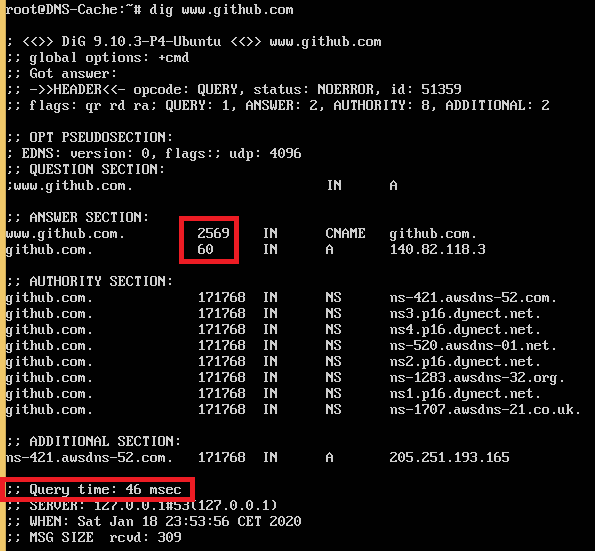 root@DNS-Cache:~# dig www.github.com
; <<>> DiG 9.10.3-P4-Ubuntu <<>> www.github.com
;; global options: +cmd
;; Got answer:
;; ->>HEADER<<- opcode: QUERY, status: NOERROR, id: 51359
;; flags: qr rd ra; QUERY: 1, ANSWER: 2, AUTHORITY: 8, ADDITIONAL: 2
;; OPT PSEUDOSECTION:
; EDNS: version: 0, flags:; udp: 4096
;; QUESTION SECTION:
;www.github.com. IN A
;; ANSWER SECTION:
www.github.com. 2569 IN CNAME github.com.
github.com. 60 IN A 140.82.118.3
;; AUTHORITY SECTION:
github.com. 171768 IN NS ns-421.awsdns-52.com.
github.com. 171768 IN NS ns3.p16.dynect.net.
github.com. 171768 IN NS ns4.p16.dynect.net.
github.com. 171768 IN NS ns-520.awsdns-01.net.
github.com. 171768 IN NS ns2.p16.dynect.net.
github.com. 171768 IN NS ns-1283.awsdns-32.org.
github.com. 171768 IN NS ns1.p16.dynect.net.
github.com. 171768 IN NS ns-1707.awsdns-21.co.uk.
;; ADDITIONAL SECTION:
ns-421.awsdns-52.com. 171768 IN A 205.251.193.165
;; Query time: 46 msec
;; SERVER: 127.0.0.1#53(127.0.0.1)
;; WHEN: Sat Jan 18 23:53:56 CET 2020
;; MSG SIZE rcvd: 309